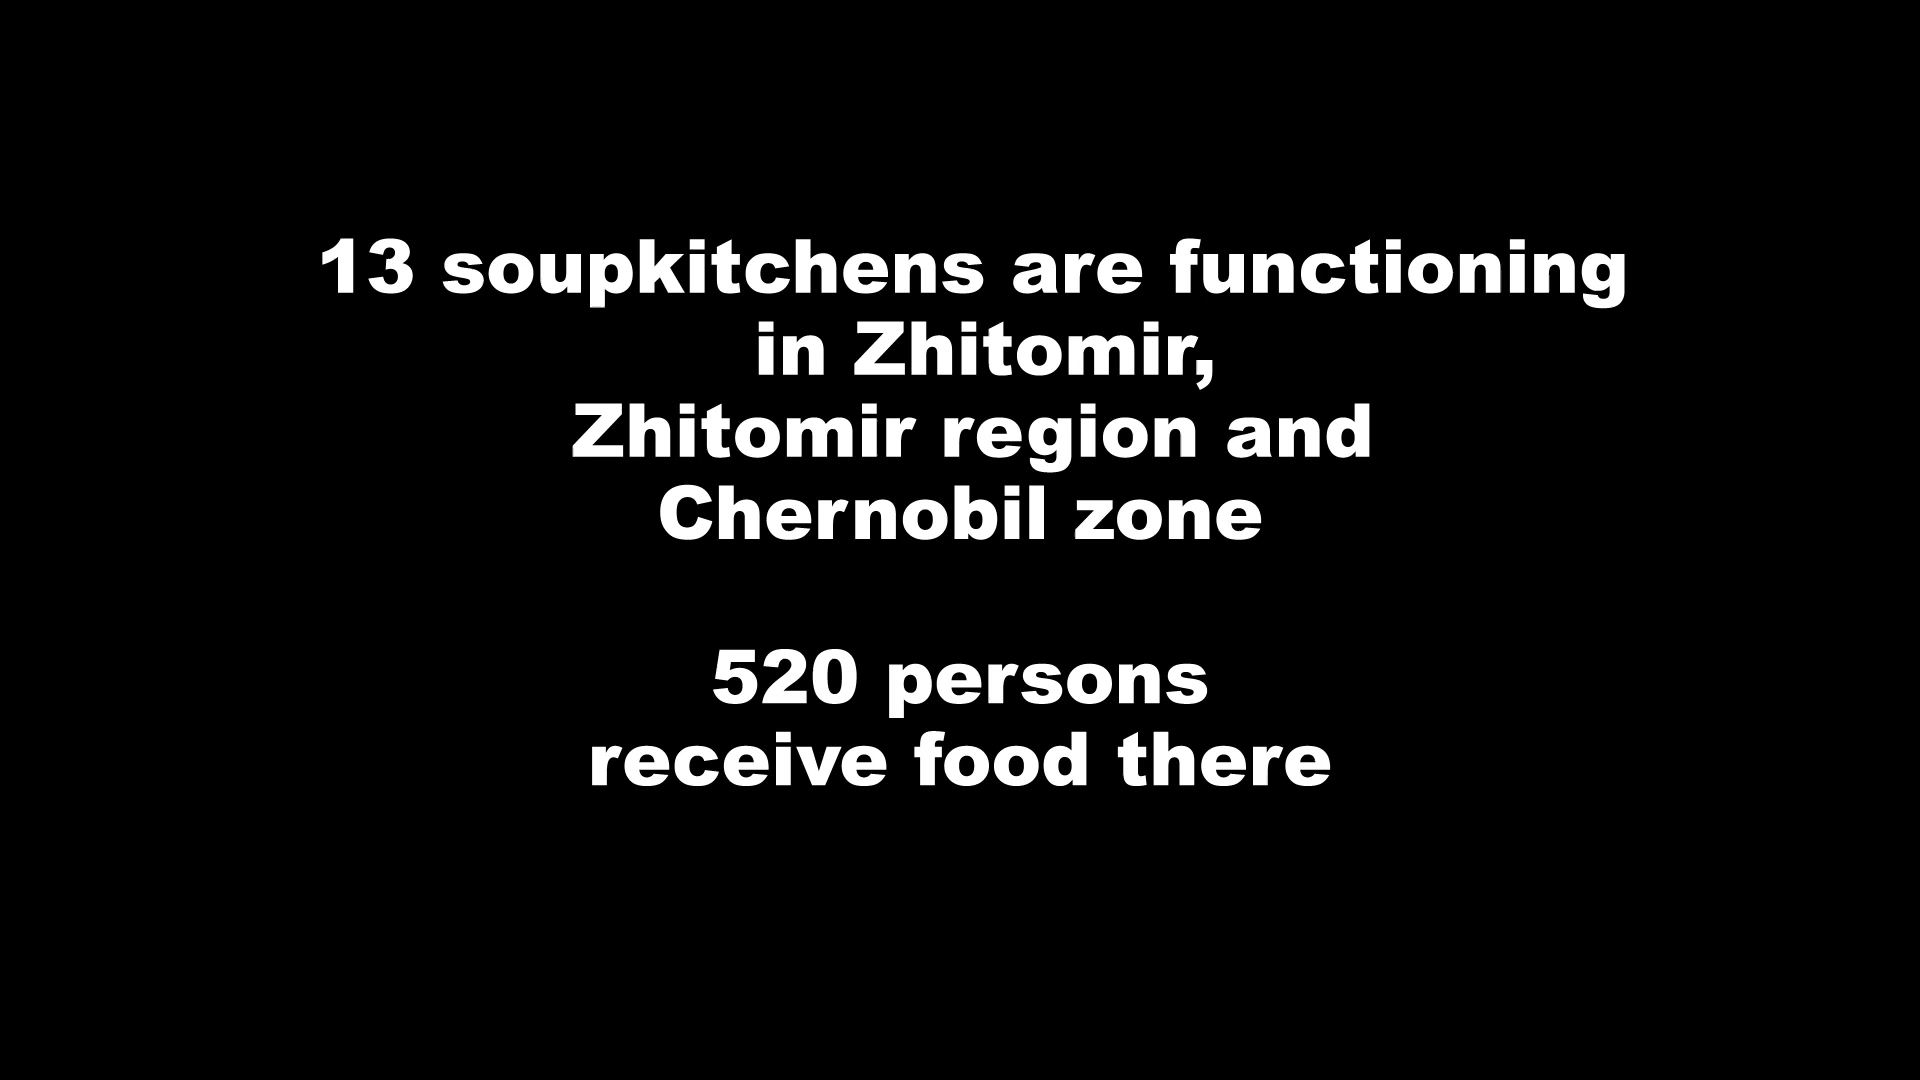 13 soupkitchens are functioning
in Zhitomir,
Zhitomir region and
Chernobil zone
520 persons
receive food there